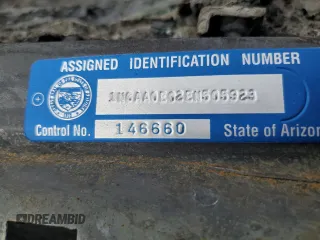 ASSIGNED IDENTIFICATION NUMBER
Control No. 146660 State of Arizon
DREAMBID